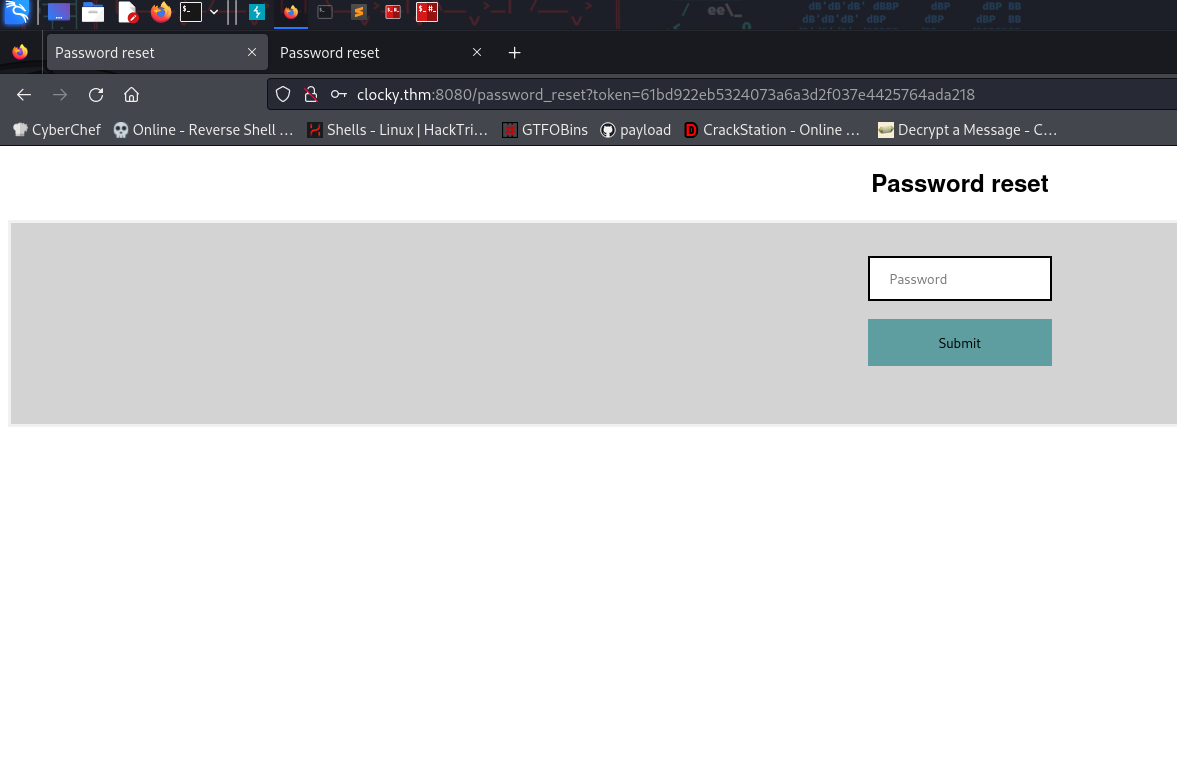 Password reset
Password reset
clocky.thm:8080/password_reset?token=61bd922eb5324073a6a3d2f037e4425764ada218
CyberChef
Online - Reverse Shell …
Shells - Linux | HackTri…
GTFOBins
payload
CrackStation - Online …
Decrypt a Message - C…
Password reset
Password
Submit